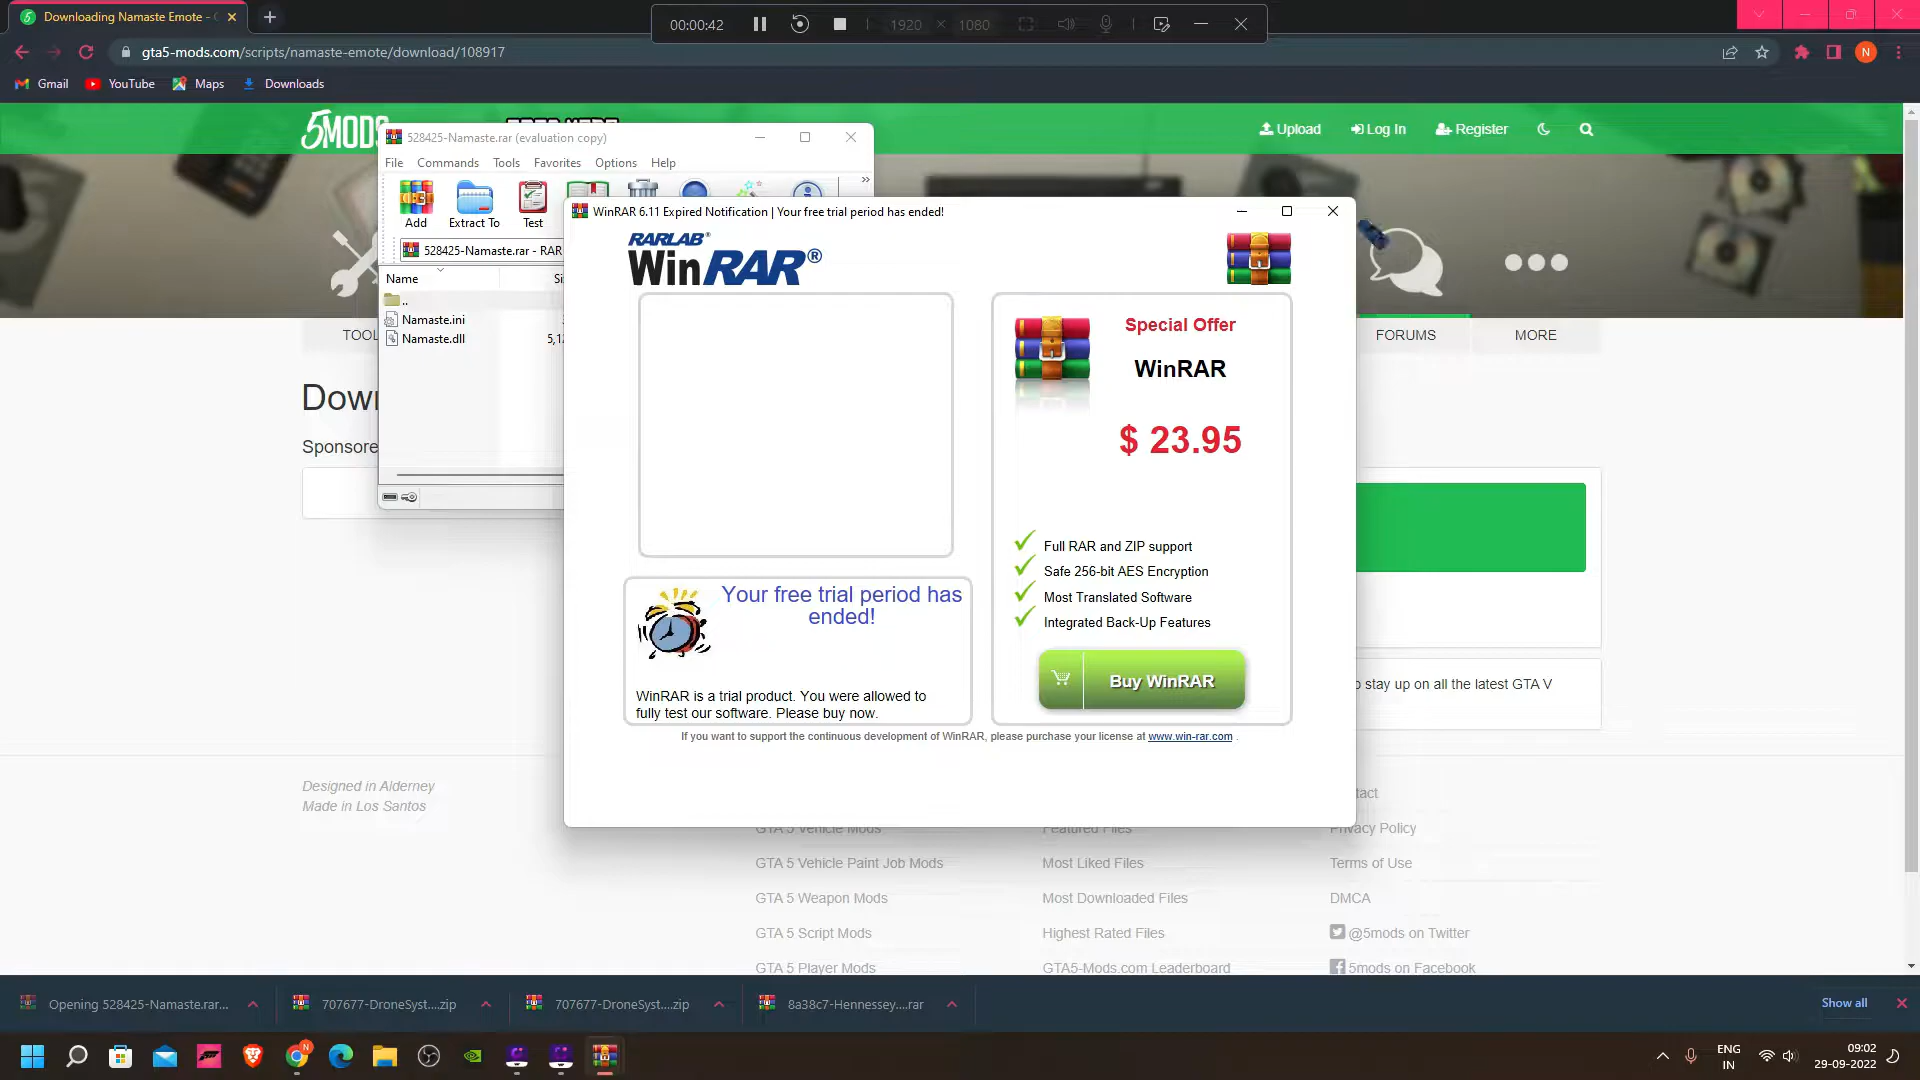 Downloading Namaste Emote -
00:00:42
1920 × 1080
gta5-mods.com/scripts/namaste-emote/download/108917
N
Gmail
YouTube
Maps
Downloads
5MODS
Upload
Log In
Register
528425-Namaste.rar (evaluation copy)
File
Commands
Tools
Favorites
Options
Help
»
Add
Extract To
Test
528425-Namaste.rar - RAR
Name
..
Namaste.ini
Namaste.dll
WinRAR 6.11 Expired Notification | Your free trial period has ended!
RARLAB®
WinRAR®
Special Offer
WinRAR
$ 23.95
Full RAR and ZIP support
Safe 256-bit AES Encryption
Most Translated Software
Integrated Back-Up Features
Buy WinRAR
Your free trial period has
ended!
WinRAR is a trial product. You were allowed to
fully test our software. Please buy now.
If you want to support the continuous development of WinRAR, please purchase your license at www.win-rar.com .
FORUMS
MORE
stay up on all the latest GTA V
Designed in Alderney
Made in Los Santos
GTA 5 Vehicle Mods
GTA 5 Vehicle Paint Job Mods
GTA 5 Weapon Mods
GTA 5 Script Mods
GTA 5 Player Mods
Featured Files
Most Liked Files
Most Downloaded Files
Highest Rated Files
GTA5-Mods.com Leaderboard
Privacy Policy
Terms of Use
DMCA
@5mods on Twitter
5mods on Facebook
Opening 528425-Namaste.rar...
707677-DroneSyst....zip
707677-DroneSyst....zip
8a38c7-Hennessey....rar
Show all
ENG
IN
09:02
29-09-2022